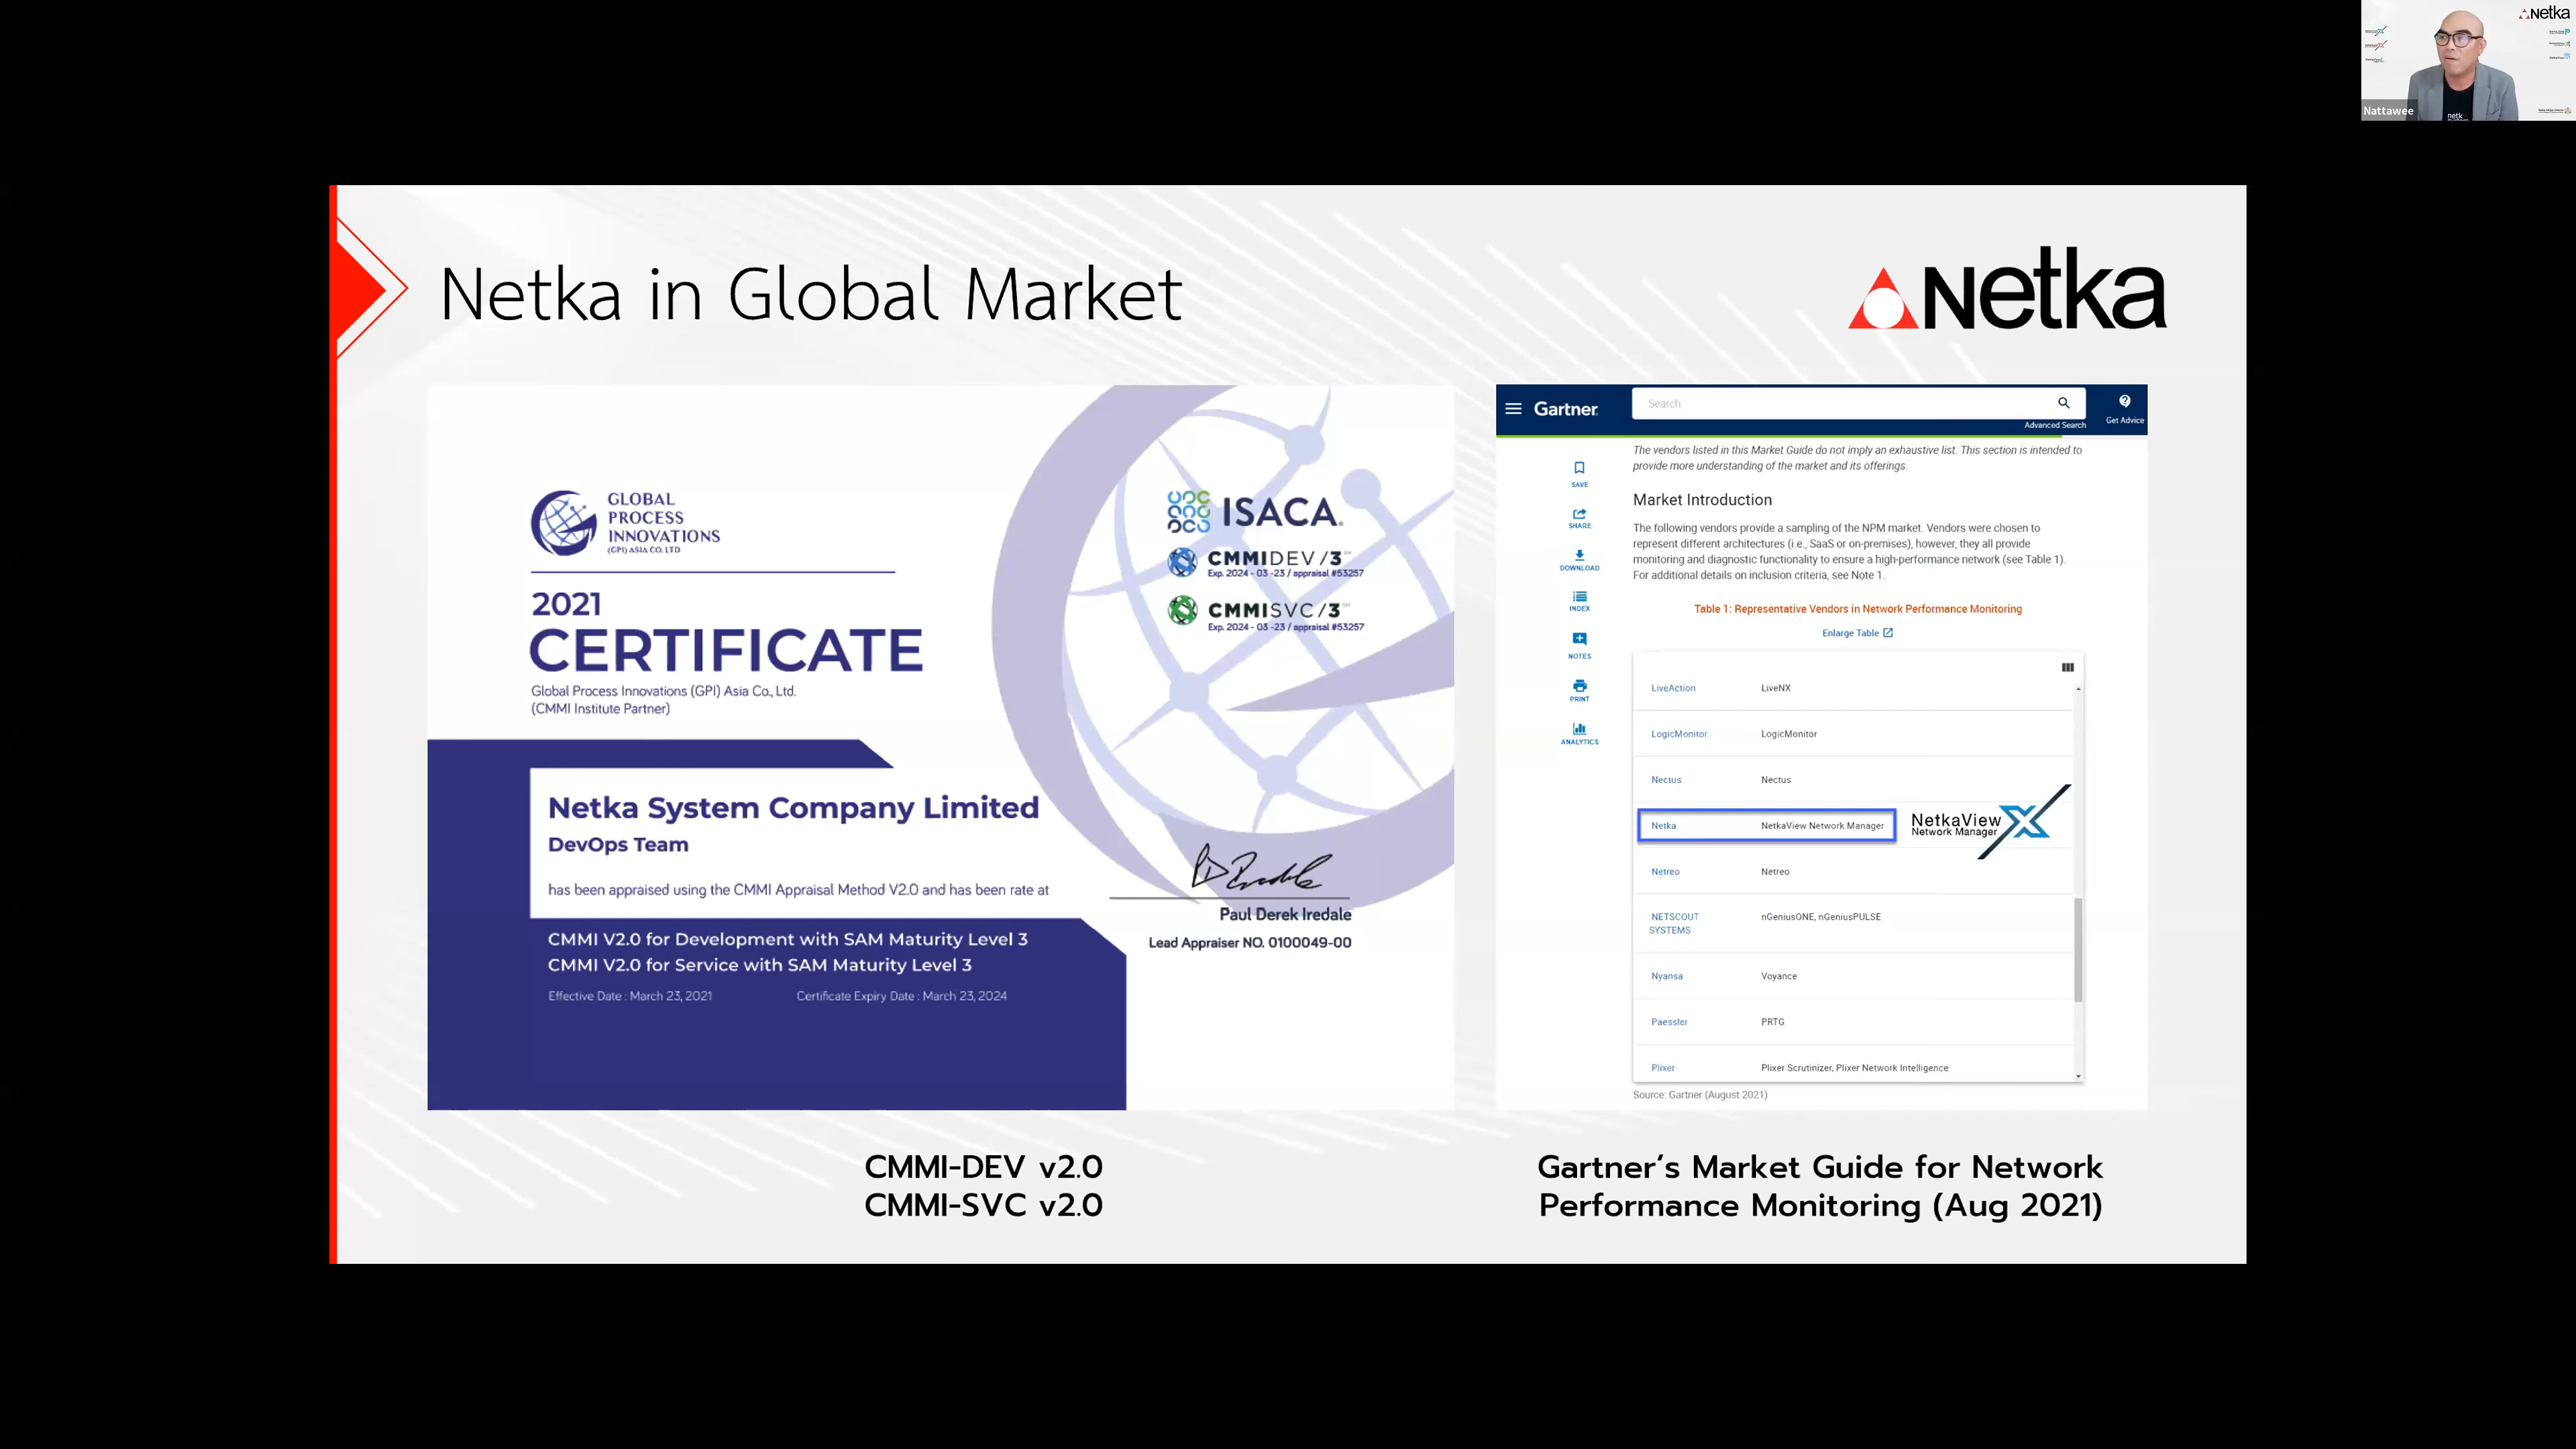 Netka
Nattawee
netk
Netka in Global Market
Netka
GLOBAL
PROCESS
INNOVATIONS
(GPI) ASIA CO. LTD
2021
CERTIFICATE
Global Process Innovations (GPI) Asia Co., Ltd.
(CMMI Institute Partner)
ISACA.
CMMIDEV/3
Exp. 2024 - 03 -23 / appraisal #53257
CMMISVC/3
Exp. 2024 - 03 -23 / appraisal #53257
Netka System Company Limited
DevOps Team
has been appraised using the CMMI Appraisal Method V2.0 and has been rate at
CMMI V2.0 for Development with SAM Maturity Level 3
CMMI V2.0 for Service with SAM Maturity Level 3
Effective Date : March 23, 2021 Certificate Expiry Date : March 23, 2024
Paul Derek Iredale
Lead Appraiser NO. 0100049-00
CMMI-DEV v2.0
CMMI-SVC v2.0
Gartner
Search
Advanced Search
Get Advice
SAVE
SHARE
DOWNLOAD
INDEX
NOTES
PRINT
ANALYTICS
The vendors listed in this Market Guide do not imply an exhaustive list. This section is intended to
provide more understanding of the market and its offerings.
Market Introduction
The following vendors provide a sampling of the NPM market. Vendors were chosen to
represent different architectures (i.e., SaaS or on-premises), however, they all provide
monitoring and diagnostic functionality to ensure a high-performance network (see Table 1).
For additional details on inclusion criteria, see Note 1.
Table 1: Representative Vendors in Network Performance Monitoring
Enlarge Table
LiveAction LiveNX
LogicMonitor LogicMonitor
Nectus Nectus
Netka NetkaView Network Manager
NetkaView
Network Manager
Netreo Netreo
NETSCOUT nGeniusONE, nGeniusPULSE
SYSTEMS
Nyansa Voyance
Paessler PRTG
Plixer Plixer Scrutinizer, Plixer Network Intelligence
Source: Gartner (August 2021)
Gartner's Market Guide for Network
Performance Monitoring (Aug 2021)